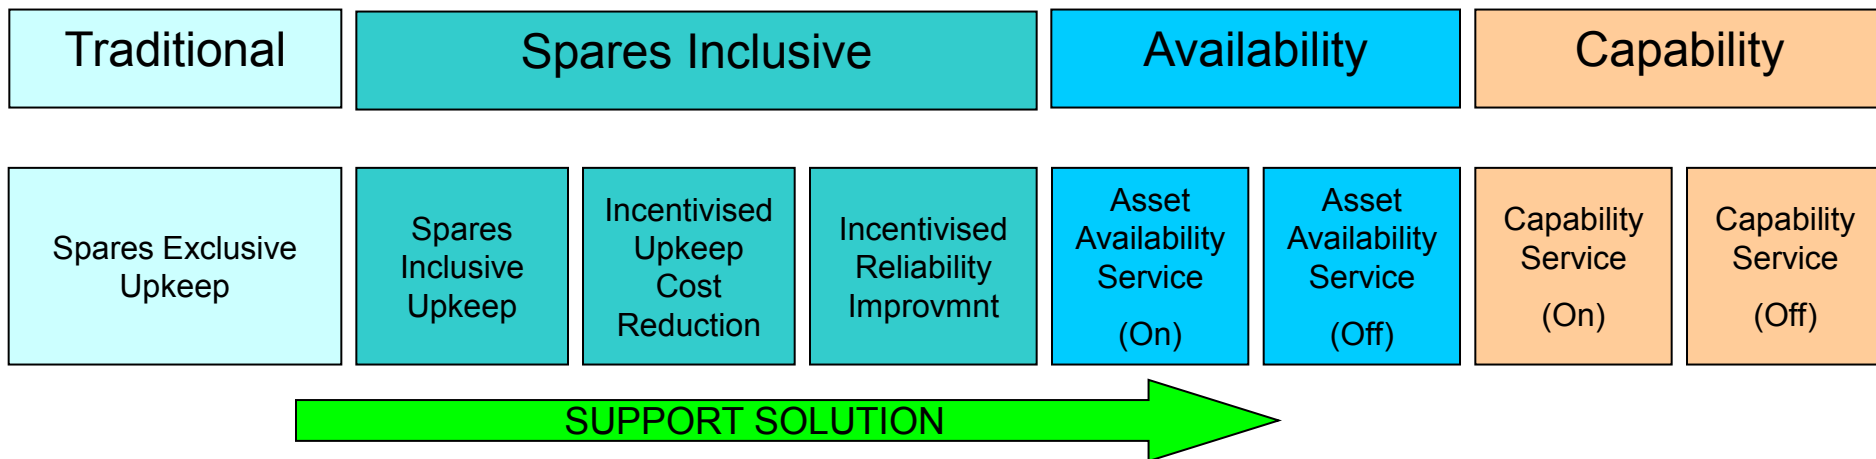 Traditional
Spares Inclusive
Availability
Capability
Spares Exclusive
Upkeep
Spares
Inclusive
Upkeep
Incentivised
Upkeep
Cost
Reduction
Incentivised
Reliability
Improvmnt
Asset
Availability
Service
(On)
Asset
Availability
Service
(Off)
Capability
Service
(On)
Capability
Service
(Off)
SUPPORT SOLUTION